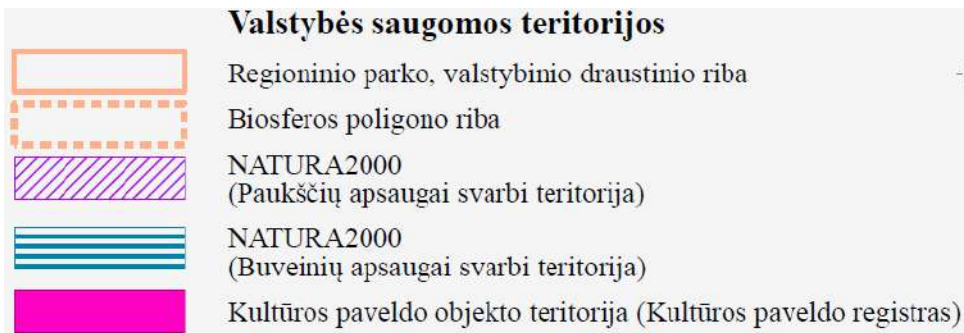 Valstybės saugomos teritorijos
Regioninio parko, valstybinio draustinio riba
Biosferos poligono riba
NATURA2000
(Paukščių apsaugai svarbi teritorija)
NATURA2000
(Buveinių apsaugai svarbi teritorija)
Kultūros paveldo objekto teritorija (Kultūros paveldo registras)